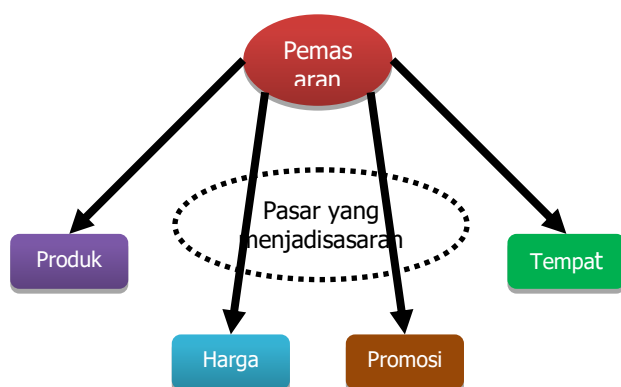 Pemas
aran
Pasar yang
menjadisasaran
Produk
Tempat
Harga
Promosi